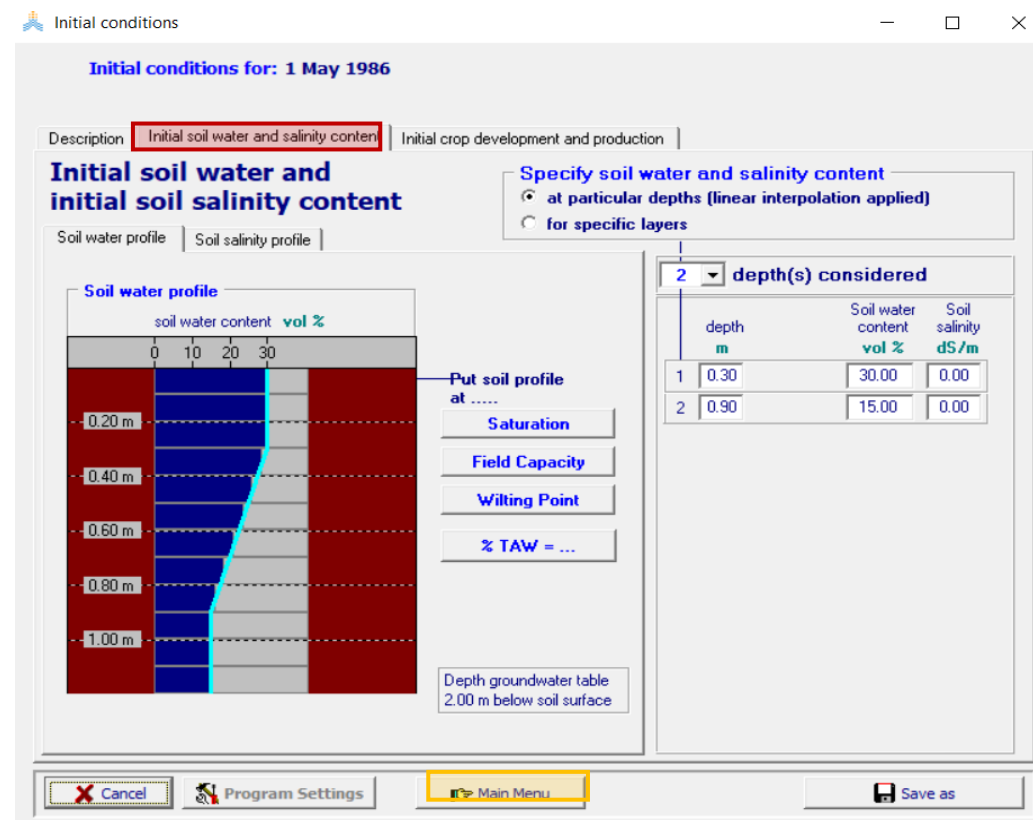 Initial conditions
Initial conditions for: 1 May 1986
Description
Initial soil water and salinity content
Initial crop development and production
Initial soil water and
initial soil salinity content
Specify soil water and salinity content
at particular depths (linear interpolation applied)
for specific layers
Soil water profile
Soil salinity profile
2 depth(s) considered
Soil water profile
soil water content vol %
0 10 20 30
0.20 m
0.40 m
0.60 m
0.80 m
1.00 m
Put soil profile
at .....
Saturation
Field Capacity
Wilting Point
% TAW = ...
Depth groundwater table
2.00 m below soil surface
Soil water Soil
depth content salinity
m vol % dS/m
1 0.30 30.00 0.00
2 0.90 15.00 0.00
Cancel
Program Settings
Main Menu
Save as